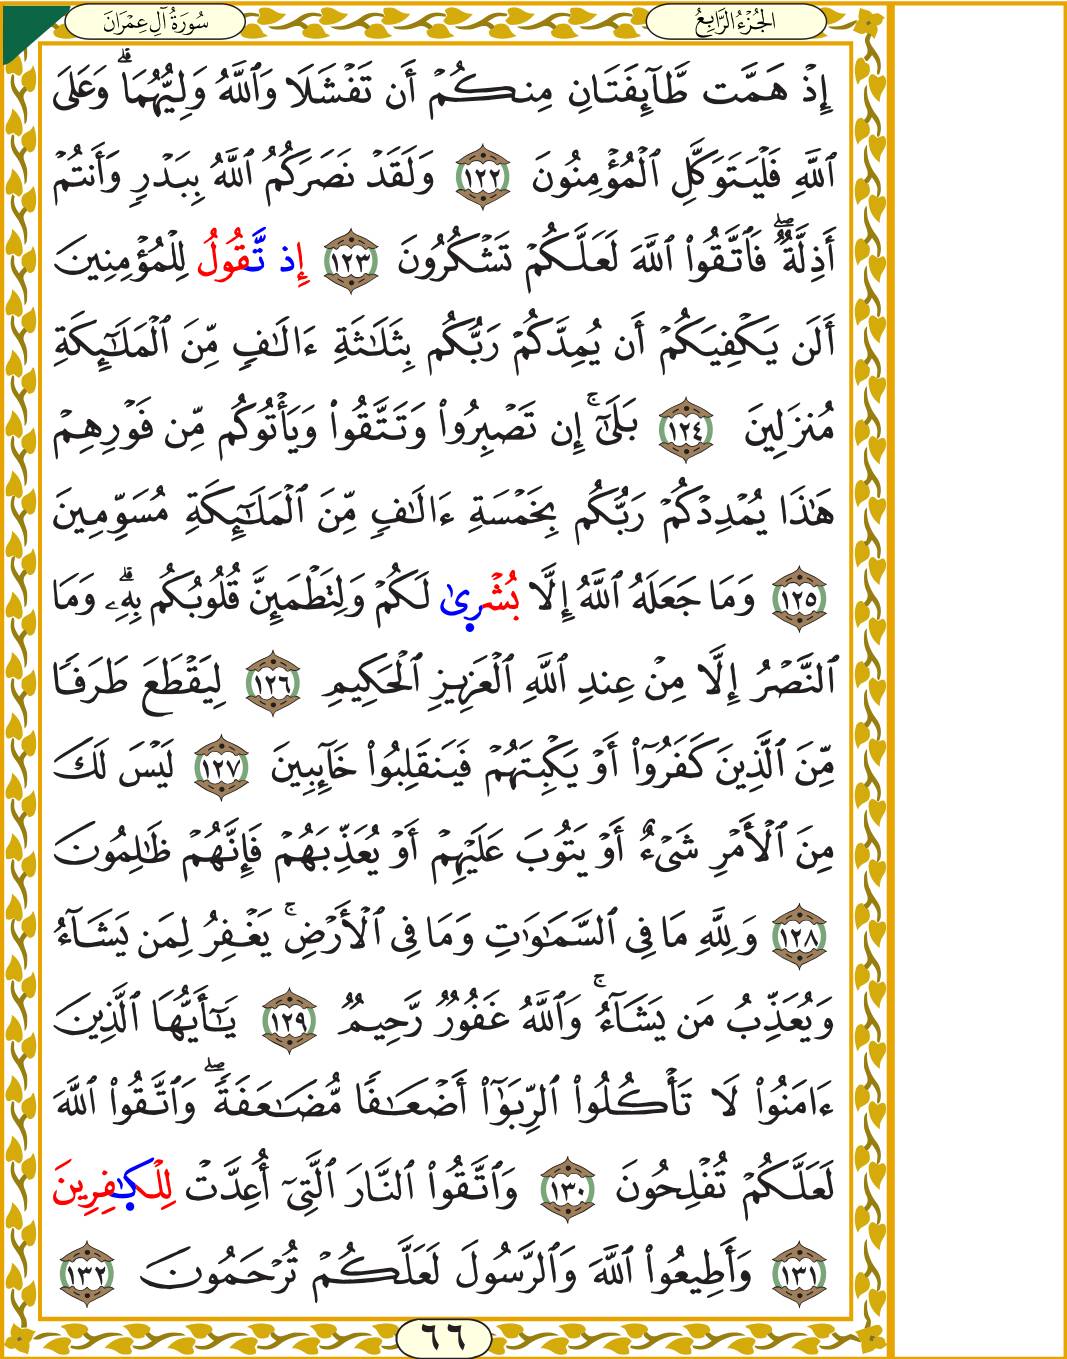 سُورَةُ آلِ عِمْرَانَ
الجُزْءُ الرَّابِعُ
إِذۡ هَمَّت طَّآئِفَتَانِ مِنكُمۡ أَن تَفۡشَلَا وَٱللَّهُ وَلِيُّهُمَاۗ وَعَلَى
ٱللَّهِ فَلۡيَتَوَكَّلِ ٱلۡمُؤۡمِنُونَ ١٢٢ وَلَقَدۡ نَصَرَكُمُ ٱللَّهُ بِبَدۡرٖ وَأَنتُمۡ
أَذِلَّةٞۖ فَٱتَّقُواْ ٱللَّهَ لَعَلَّكُمۡ تَشۡكُرُونَ ١٢٣ إِذ تَّقُولُ لِلۡمُؤۡمِنِينَ
أَلَن يَكۡفِيَكُمۡ أَن يُمِدَّكُمۡ رَبُّكُم بِثَلَٰثَةِ ءَالَٰفٖ مِّنَ ٱلۡمَلَٰٓئِكَةِ
مُنزَلِينَ ١٢٤ بَلَىٰٓۚ إِن تَصۡبِرُواْ وَتَتَّقُواْ وَيَأۡتُوكُم مِّن فَوۡرِهِمۡ
هَٰذَا يُمۡدِدۡكُمۡ رَبُّكُم بِخَمۡسَةِ ءَالَٰفٖ مِّنَ ٱلۡمَلَٰٓئِكَةِ مُسَوِّمِينَ
١٢٥ وَمَا جَعَلَهُ ٱللَّهُ إِلَّا بُشۡرىٰ لَكُمۡ وَلِتَطۡمَئِنَّ قُلُوبُكُم بِهِۦۗ وَمَا
ٱلنَّصۡرُ إِلَّا مِنۡ عِندِ ٱللَّهِ ٱلۡعَزِيزِ ٱلۡحَكِيمِ ١٢٦ لِيَقۡطَعَ طَرَفٗا
مِّنَ ٱلَّذِينَ كَفَرُوٓاْ أَوۡ يَكۡبِتَهُمۡ فَيَنقَلِبُواْ خَآئِبِينَ ١٢٧ لَيۡسَ لَكَ
مِنَ ٱلۡأَمۡرِ شَيۡءٌ أَوۡ يَتُوبَ عَلَيۡهِمۡ أَوۡ يُعَذِّبَهُمۡ فَإِنَّهُمۡ ظَٰلِمُونَ
١٢٨ وَلِلَّهِ مَا فِي ٱلسَّمَٰوَٰتِ وَمَا فِي ٱلۡأَرۡضِۚ يَغۡفِرُ لِمَن يَشَآءُ
وَيُعَذِّبُ مَن يَشَآءُۚ وَٱللَّهُ غَفُورٞ رَّحِيمٞ ١٢٩ يَٰٓأَيُّهَا ٱلَّذِينَ
ءَامَنُواْ لَا تَأۡكُلُواْ ٱلرِّبَوٰٓاْ أَضۡعَٰفٗا مُّضَٰعَفَةٗۖ وَٱتَّقُواْ ٱللَّهَ
لَعَلَّكُمۡ تُفۡلِحُونَ ١٣٠ وَٱتَّقُواْ ٱلنَّارَ ٱلَّتِيٓ أُعِدَّتۡ لِلۡكَٰفِرِينَ
١٣١ وَأَطِيعُواْ ٱللَّهَ وَٱلرَّسُولَ لَعَلَّكُمۡ تُرۡحَمُونَ ١٣٢
٦٦